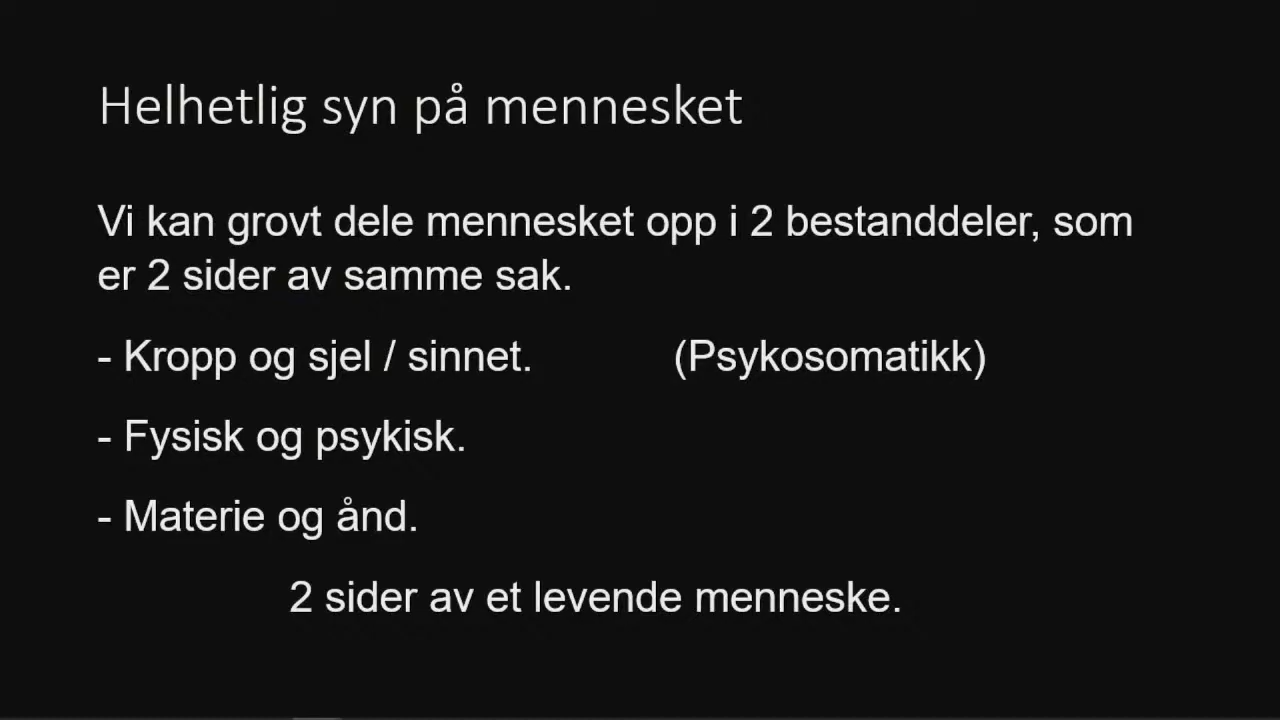 Helhetlig syn på mennesket
Vi kan grovt dele mennesket opp i 2 bestanddeler, som
er 2 sider av samme sak.
- Kropp og sjel / sinnet. (Psykosomatikk)
- Fysisk og psykisk.
- Materie og ånd.
2 sider av et levende menneske.